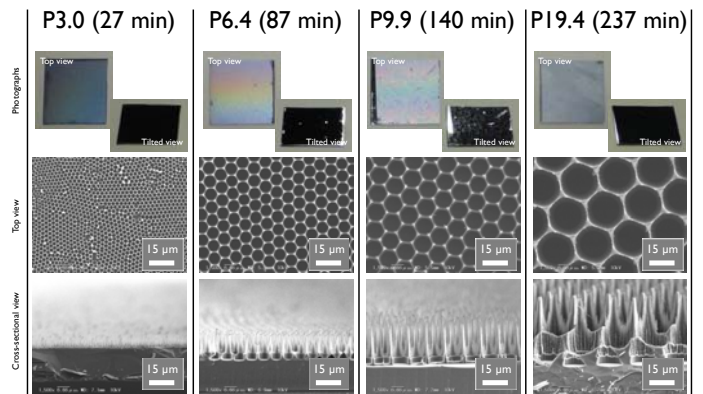 P3.0 (27 min) P6.4 (87 min) P9.9 (140 min) P19.4 (237 min)
Photographs
Top view Top view Top view Top view
Tilted view Tilted view Tilted view Tilted view
Top view
15 μm 15 μm 15 μm 15 μm
Cross-sectional view
15 μm 15 μm 15 μm 15 μm